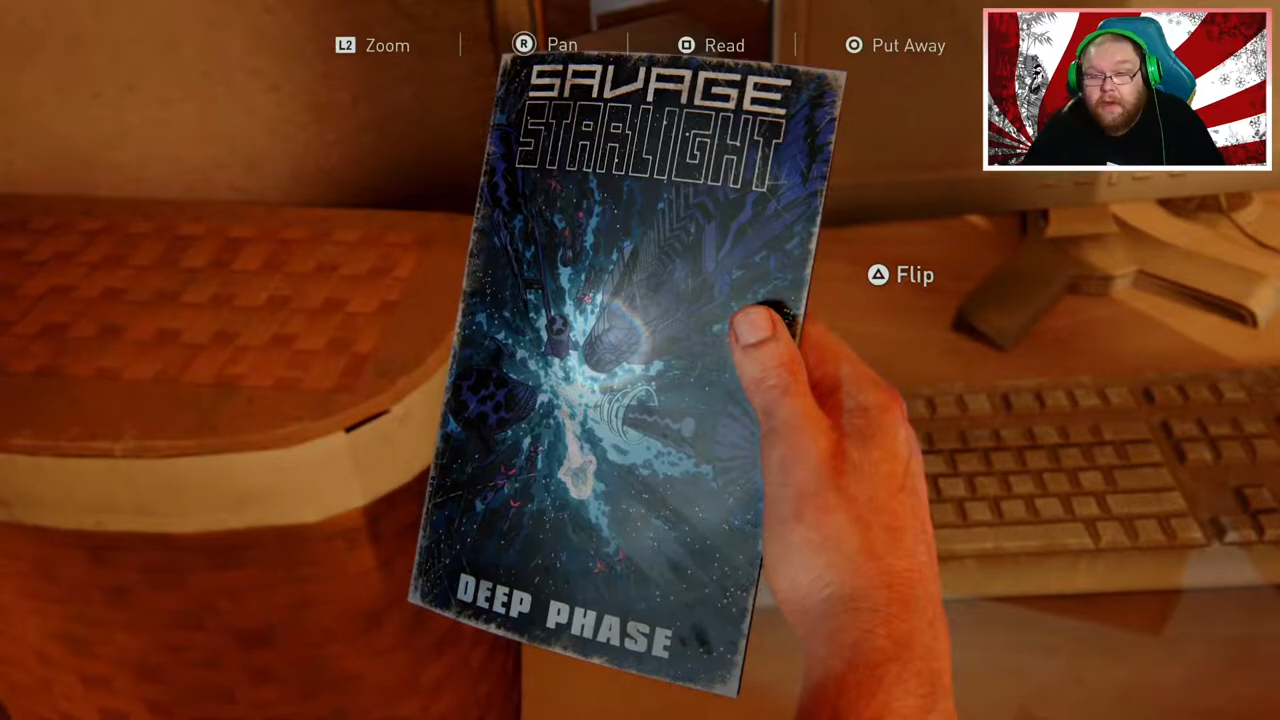 L2 Zoom
R Pan
Read
Put Away
SAVAGE
STARLIGHT
Flip
DEEP PHASE